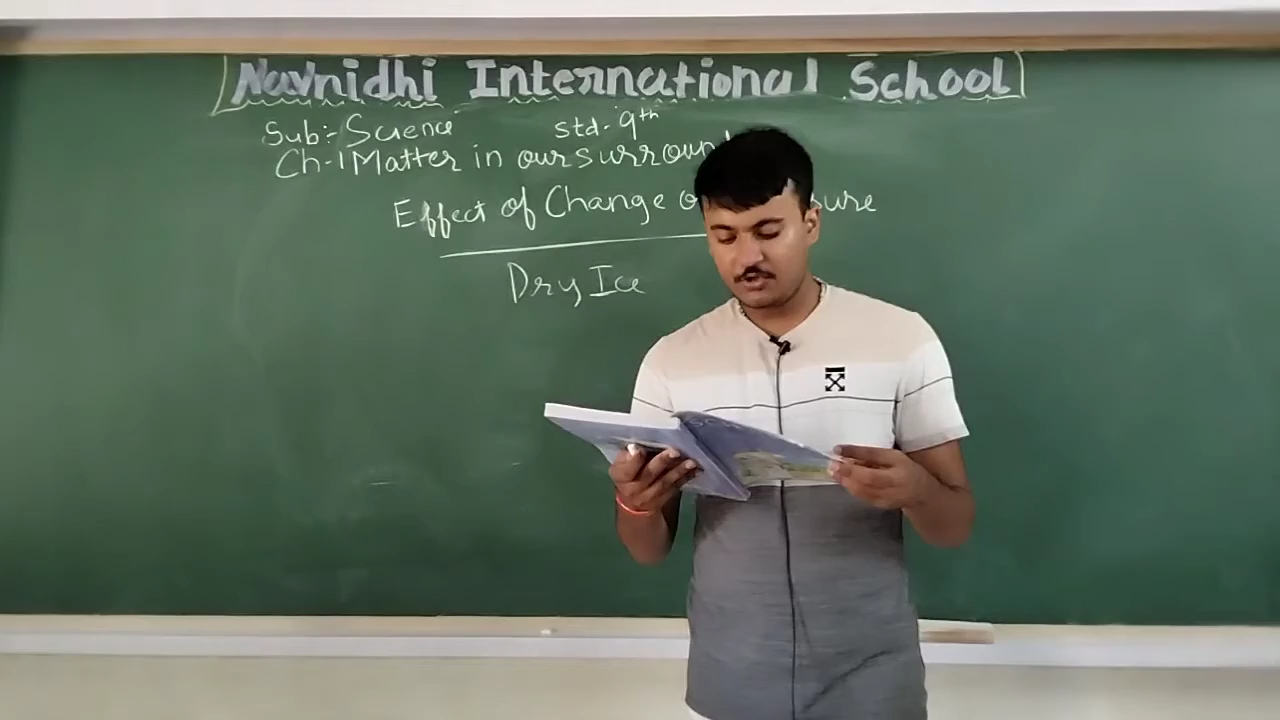 Navnidhi International School
Sub:- Science std- 9th
Ch-1 Matter in our surroun
Effect of Change o sure
Dry Ice